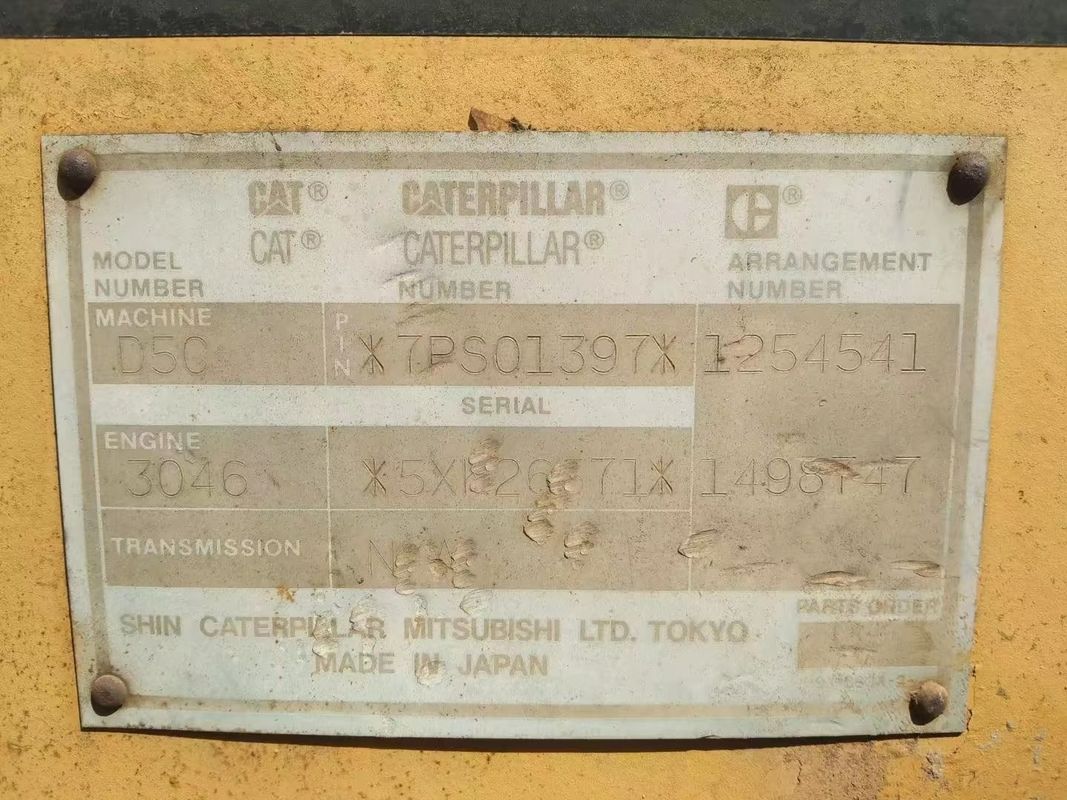 CAT® CATERPILLAR® C®
CAT® CATERPILLAR®
MODEL NUMBER
NUMBER
ARRANGEMENT NUMBER
MACHINE
D5C
PIN
*7PS01397*
1254541
SERIAL
ENGINE
3046
TRANSMISSION
SHIN CATERPILLAR MITSUBISHI LTD. TOKYO
MADE IN JAPAN
PARTS ORDER